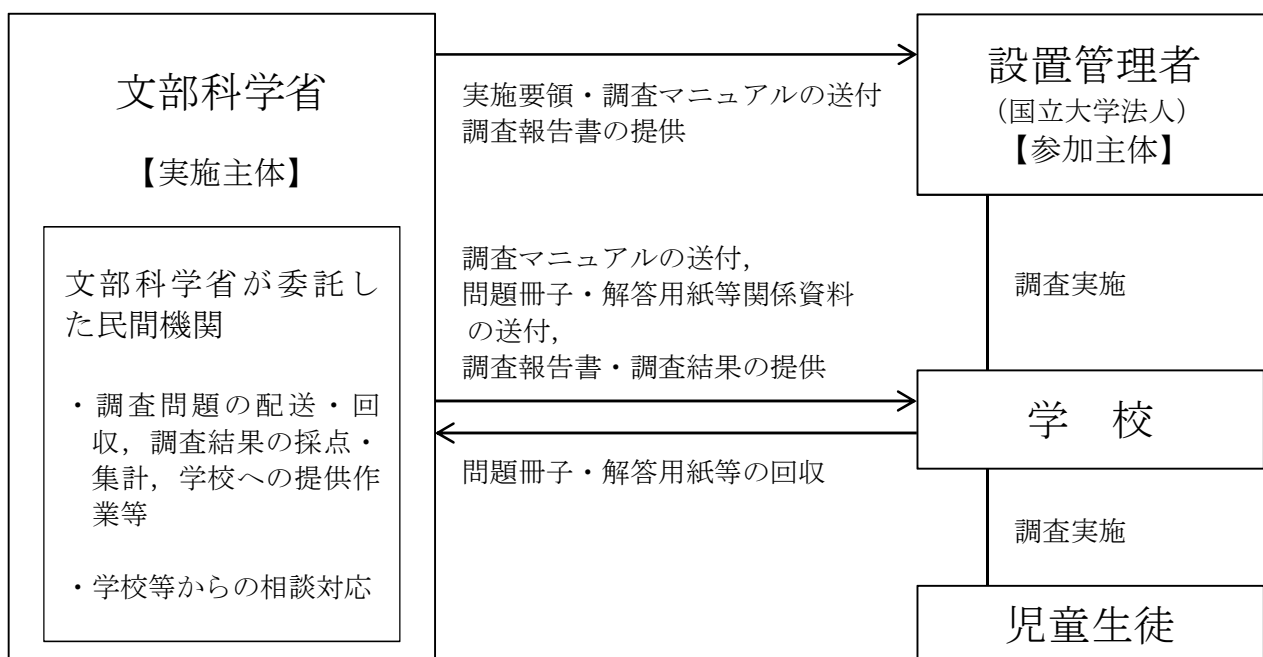 文部科学省
【実施主体】
文部科学省が委託し
た民間機関
・調査問題の配送・回
収，調査結果の採点・
集計，学校への提供作
業等
・学校等からの相談対応
実施要領・調査マニュアルの送付
調査報告書の提供
調査マニュアルの送付，
問題冊子・解答用紙等関係資料
の送付，
調査報告書・調査結果の提供
問題冊子・解答用紙等の回収
設置管理者
（国立大学法人）
【参加主体】
調査実施
学　校
調査実施
児童生徒